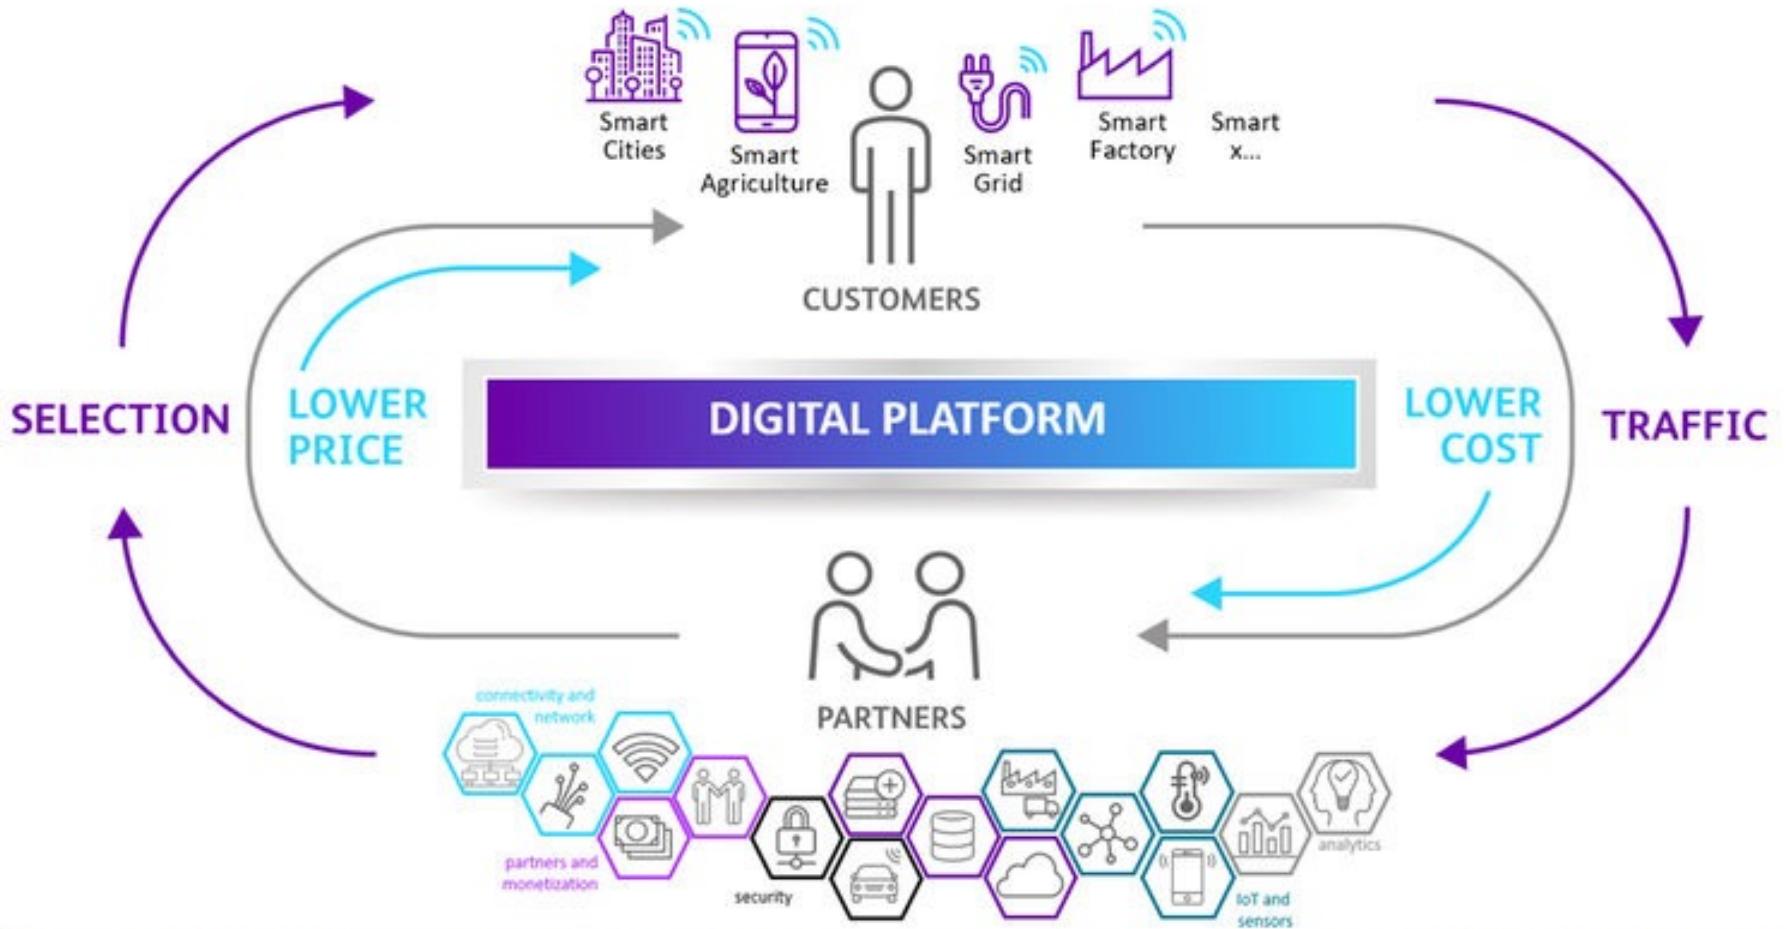 Smart
Cities
Smart
Agriculture
Smart
Grid
Smart
Factory
Smart
x...
CUSTOMERS
SELECTION
LOWER
PRICE
DIGITAL PLATFORM
LOWER
COST
TRAFFIC
PARTNERS
connectivity and
network
partners and
monetization
security
IoT and
sensors
analytics